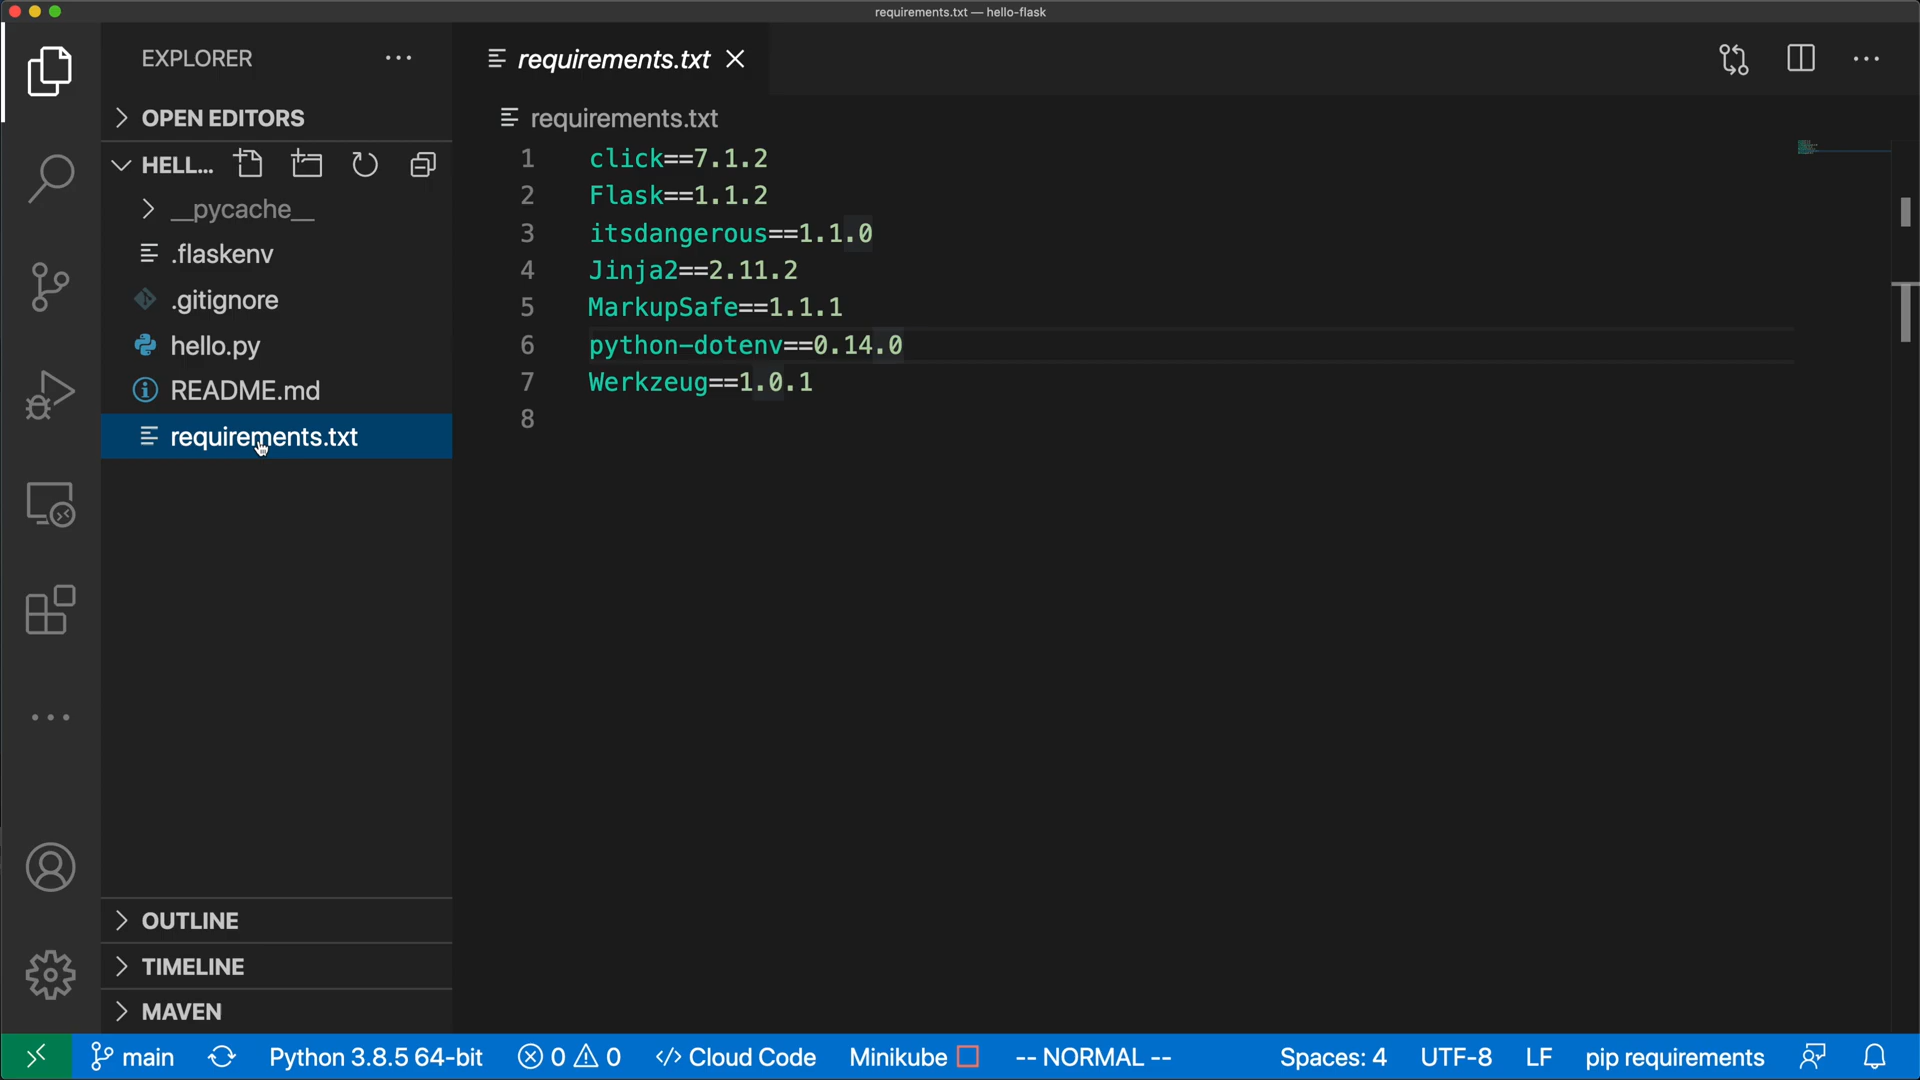 requirements.txt — hello-flask
EXPLORER
requirements.txt
OPEN EDITORS
requirements.txt
HELL...
__pycache__
.flaskenv
.gitignore
hello.py
README.md
requirements.txt
1 click==7.1.2
2 Flask==1.1.2
3 itsdangerous==1.1.0
4 Jinja2==2.11.2
5 MarkupSafe==1.1.1
6 python-dotenv==0.14.0
7 Werkzeug==1.0.1
8
OUTLINE
TIMELINE
MAVEN
main Python 3.8.5 64-bit 0 0 </> Cloud Code Minikube -- NORMAL -- Spaces: 4 UTF-8 LF pip requirements